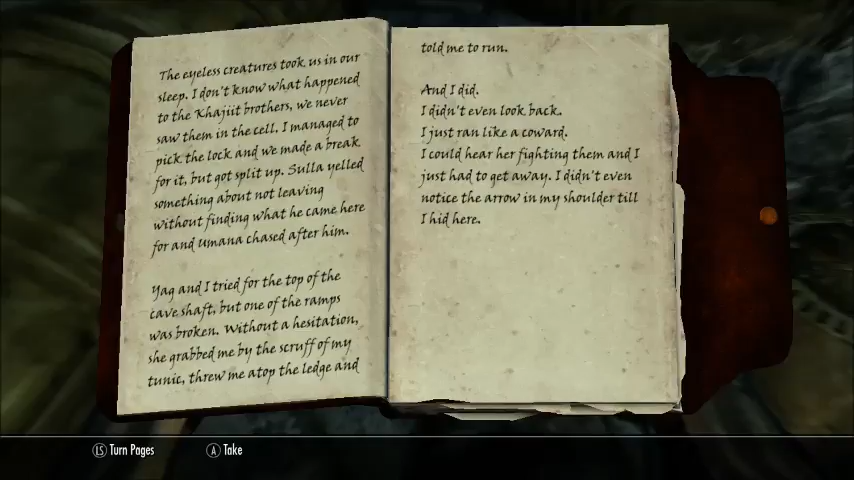 The eyeless creatures took us in our
sleep. I don't know what happened
to the Khajiit brothers, we never
saw them in the cell. I managed to
pick the lock and we made a break
for it, but got split up. Sulla yelled
something about not leaving
without finding what he came here
for and Umana chased after him.
Yag and I tried for the top of the
cave shaft, but one of the ramps
was broken. Without a hesitation,
she grabbed me by the scruff of my
tunic, threw me atop the ledge and
told me to run.
And I did.
I didn't even look back.
I just ran like a coward.
I could hear her fighting them and I
just had to get away. I didn't even
notice the arrow in my shoulder till
I hid here.
LS Turn Pages
A Take